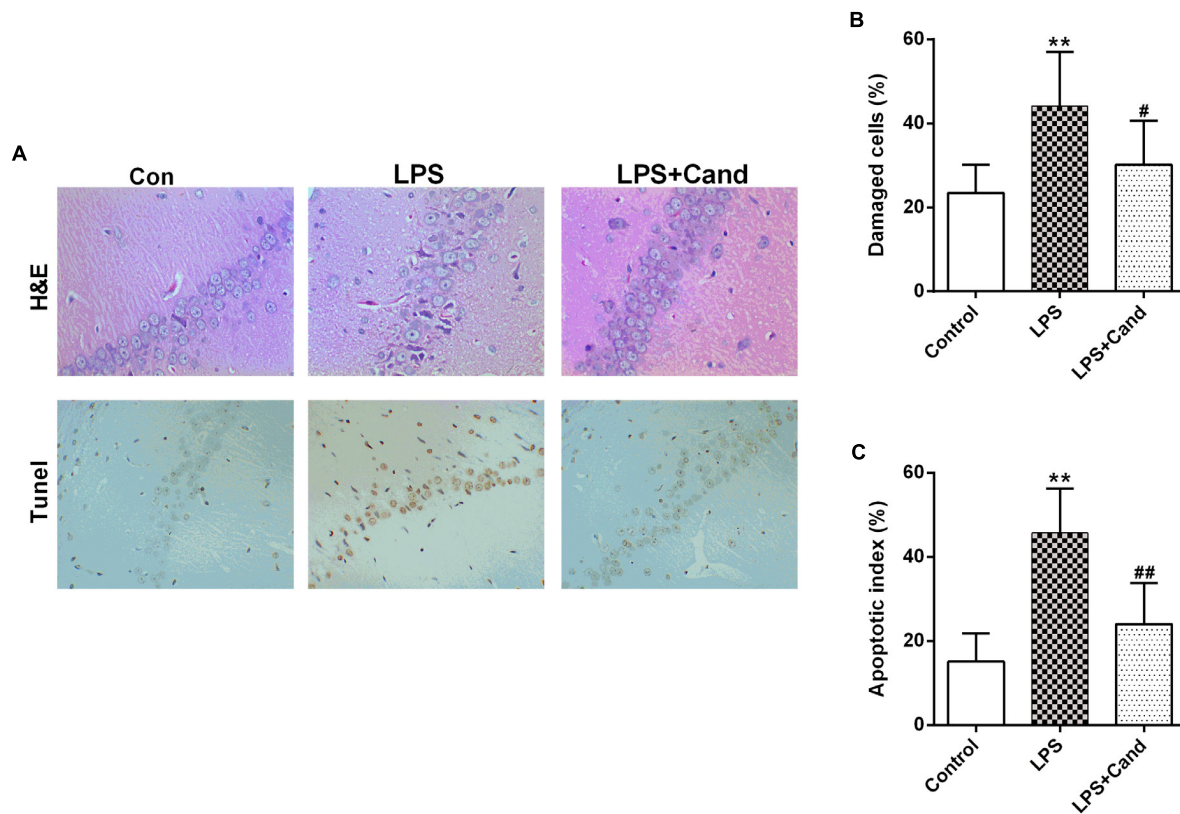 A
Con
LPS
LPS+Cand
H&E
Tunel
B
Damaged cells (%)
60
40
20
0
**
#
Control
LPS
LPS+Cand
C
Apoptotic index (%)
60
40
20
0
**
##
Control
LPS
LPS+Cand